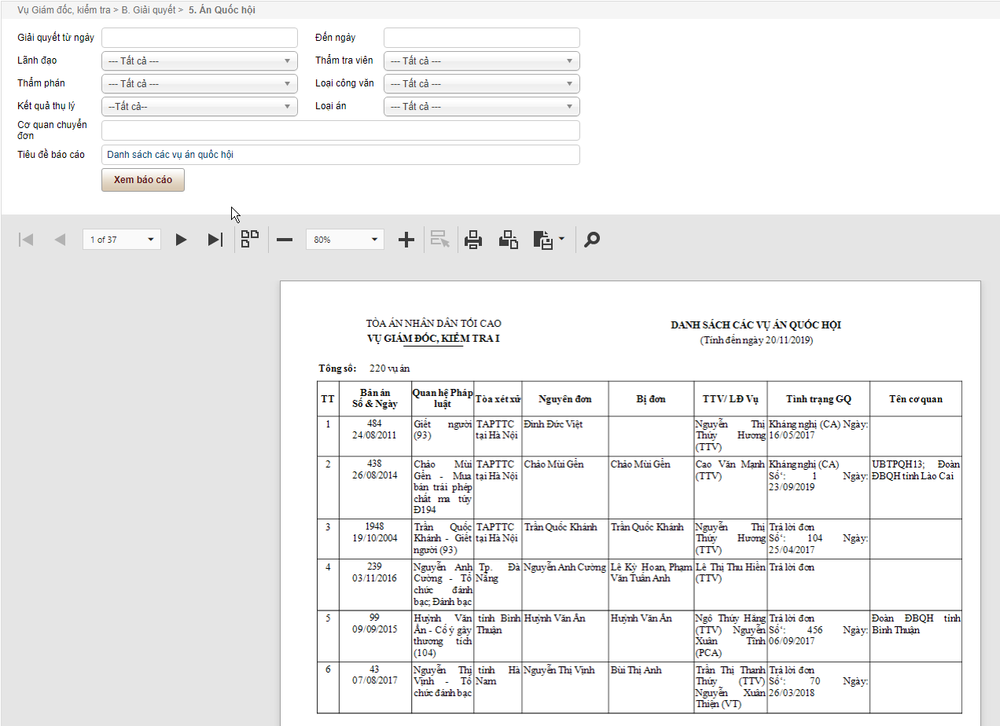 Vụ Giám đốc, kiểm tra > B. Giải quyết > 5. Án Quốc hội
Giải quyết từ ngày Đến ngày
Lãnh đạo --- Tất cả --- Thẩm tra viên --- Tất cả ---
Thẩm phán --- Tất cả --- Loại công văn --- Tất cả ---
Kết quả thụ lý --Tất cả-- Loại án --- Tất cả ---
Cơ quan chuyển
đơn
Tiêu đề báo cáo Danh sách các vụ án quốc hội
Xem báo cáo
1 of 37 80%
TÒA ÁN NHÂN DÂN TỐI CAO
VỤ GIÁM ĐỐC, KIỂM TRA I
DANH SÁCH CÁC VỤ ÁN QUỐC HỘI
(Tính đến ngày 20/11/2019)
Tổng số: 220 vụ án
TT
Bản án
Số & Ngày
Quan hệ Pháp
luật
Tòa xét xử
Nguyên đơn
Bị đơn
TTV/ LĐ Vụ
Tình trạng GQ
Tên cơ quan
1
484
24/08/2011
Giết người
(93)
TAPTTC
tại Hà Nội
Đinh Đức Việt
Nguyễn Thị
Thúy Hương
(TTV)
Kháng nghị (CA) Ngày:
16/05/2017
2
438
26/08/2014
Chảo Mùi
Gển - Mua
bán trái phép
chất ma túy
Đ194
TAPTTC
tại Hà Nội
Chảo Mùi Gển
Chảo Mùi Gển
Cao Văn Mạnh
(TTV)
Kháng nghị (CA)
Số: 1 Ngày:
23/09/2019
UBTPQH13; Đoàn
ĐBQH tỉnh Lào Cai
3
1948
19/10/2004
Trần Quốc
Khánh - Giết
người (93)
TAPTTC
tại Hà Nội
Trần Quốc Khánh
Trần Quốc Khánh
Nguyễn Thị
Thúy Hương
(TTV)
Trả lời đơn
Số: 104 Ngày:
25/04/2017
4
239
03/11/2016
Nguyễn Anh
Cường - Tổ
chức đánh
bạc; Đánh bạc
Tp. Đà
Nẵng
Nguyễn Anh Cường
Lê Kỳ Hoan, Phạm
Văn Tuấn Anh
Lê Thị Thu Hiền
(TTV)
Trả lời đơn
5
99
09/09/2015
Huỳnh Văn
Ấn - Cố ý gây
thương tích
(104)
tỉnh Bình
Thuận
Huỳnh Văn Ấn
Huỳnh Văn Ấn
Ngô Thúy Hằng
(TTV) Nguyễn
Xuân Tĩnh
(PCA)
Trả lời đơn
Số: 456 Ngày:
06/09/2017
Đoàn ĐBQH tỉnh
Bình Thuận
6
43
07/08/2017
Nguyễn Thị
Vịnh - Tổ
chức đánh bạc
tỉnh Hà
Nam
Nguyễn Thị Vịnh
Bùi Thị Anh
Trần Thị Thanh
Thúy (TTV)
Nguyễn Xuân
Thiện (VT)
Trả lời đơn
Số: 70 Ngày:
26/03/2018